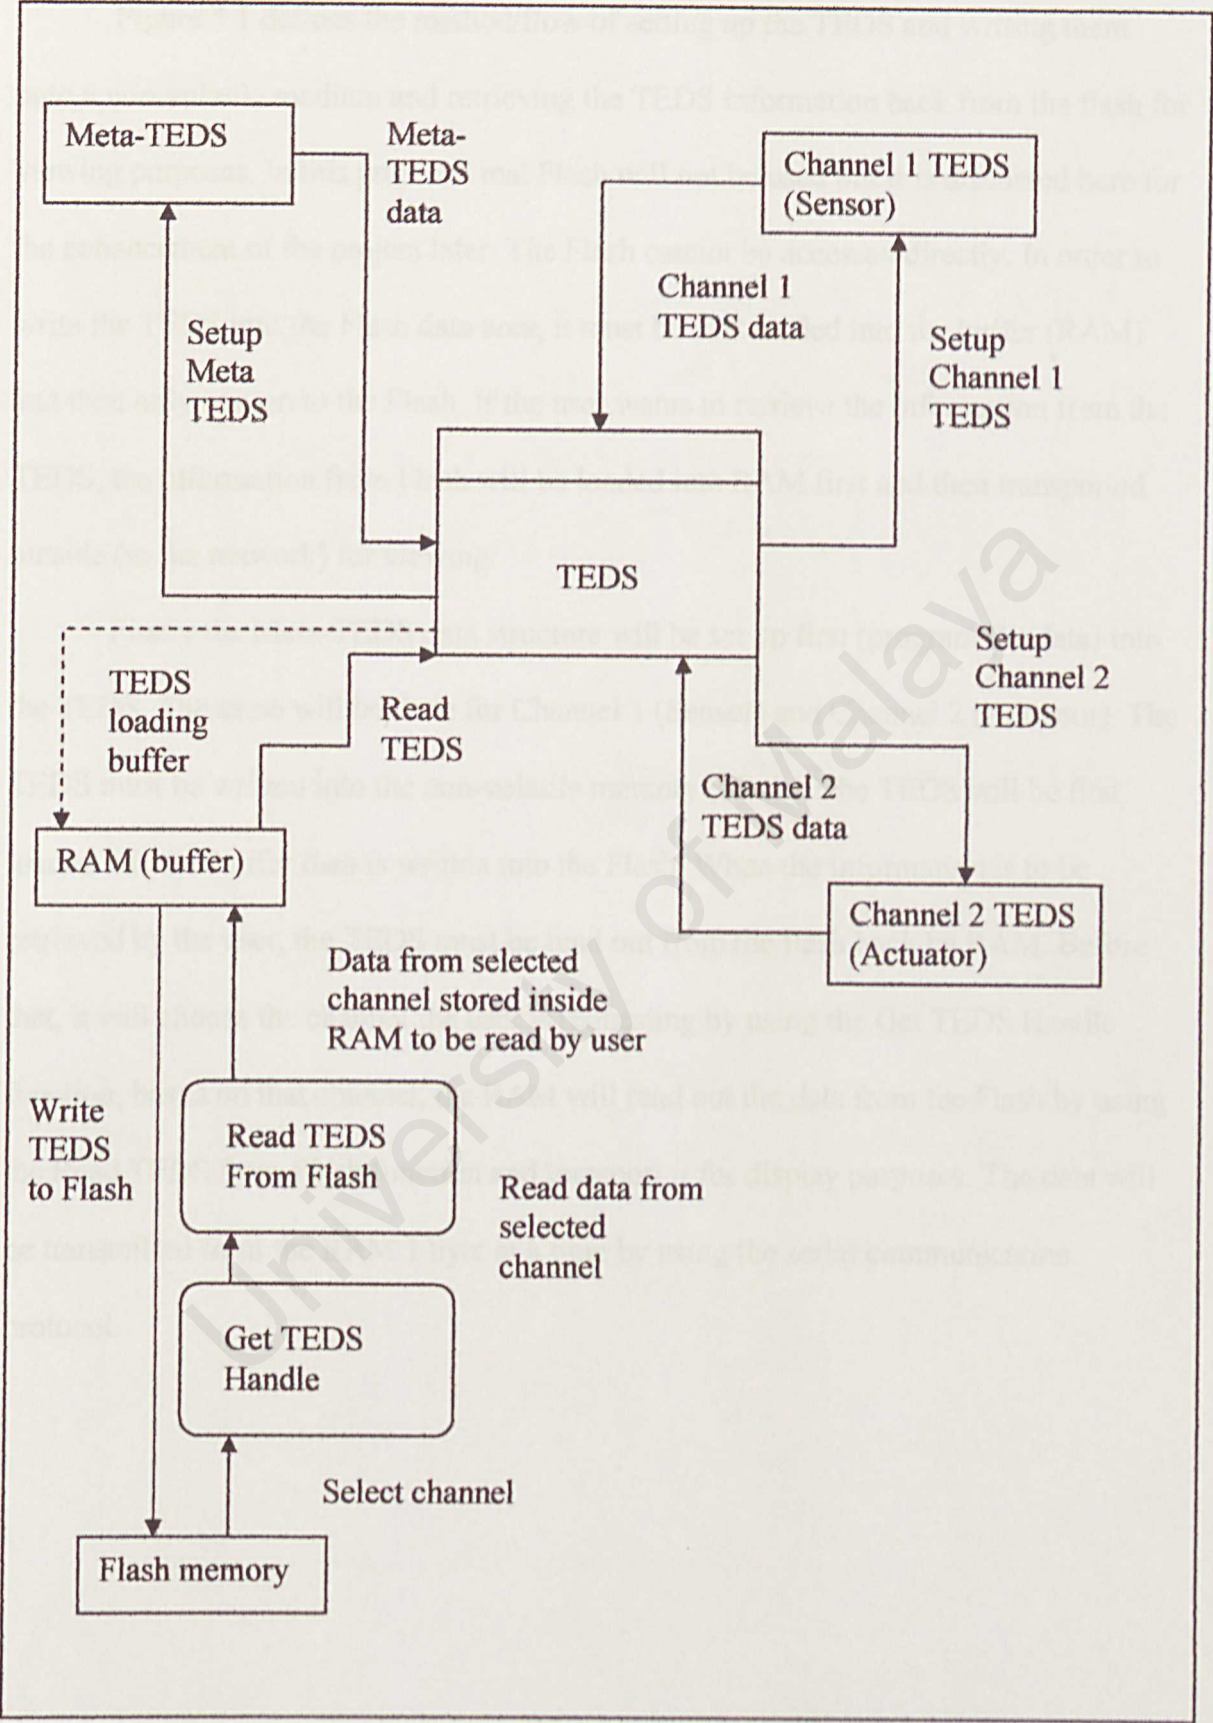 Meta-TEDS
Meta-
TEDS
data
Channel 1 TEDS
(Sensor)
Channel 1
TEDS data
Setup
Meta
TEDS
Setup
Channel 1
TEDS
TEDS
Setup
Channel 2
TEDS
TEDS
loading
buffer
Read
TEDS
Channel 2
TEDS data
RAM (buffer)
Channel 2 TEDS
(Actuator)
Data from selected
channel stored inside
RAM to be read by user
Write
TEDS
to Flash
Read TEDS
From Flash
Read data from
selected
channel
Get TEDS
Handle
Select channel
Flash memory
University of Malaya